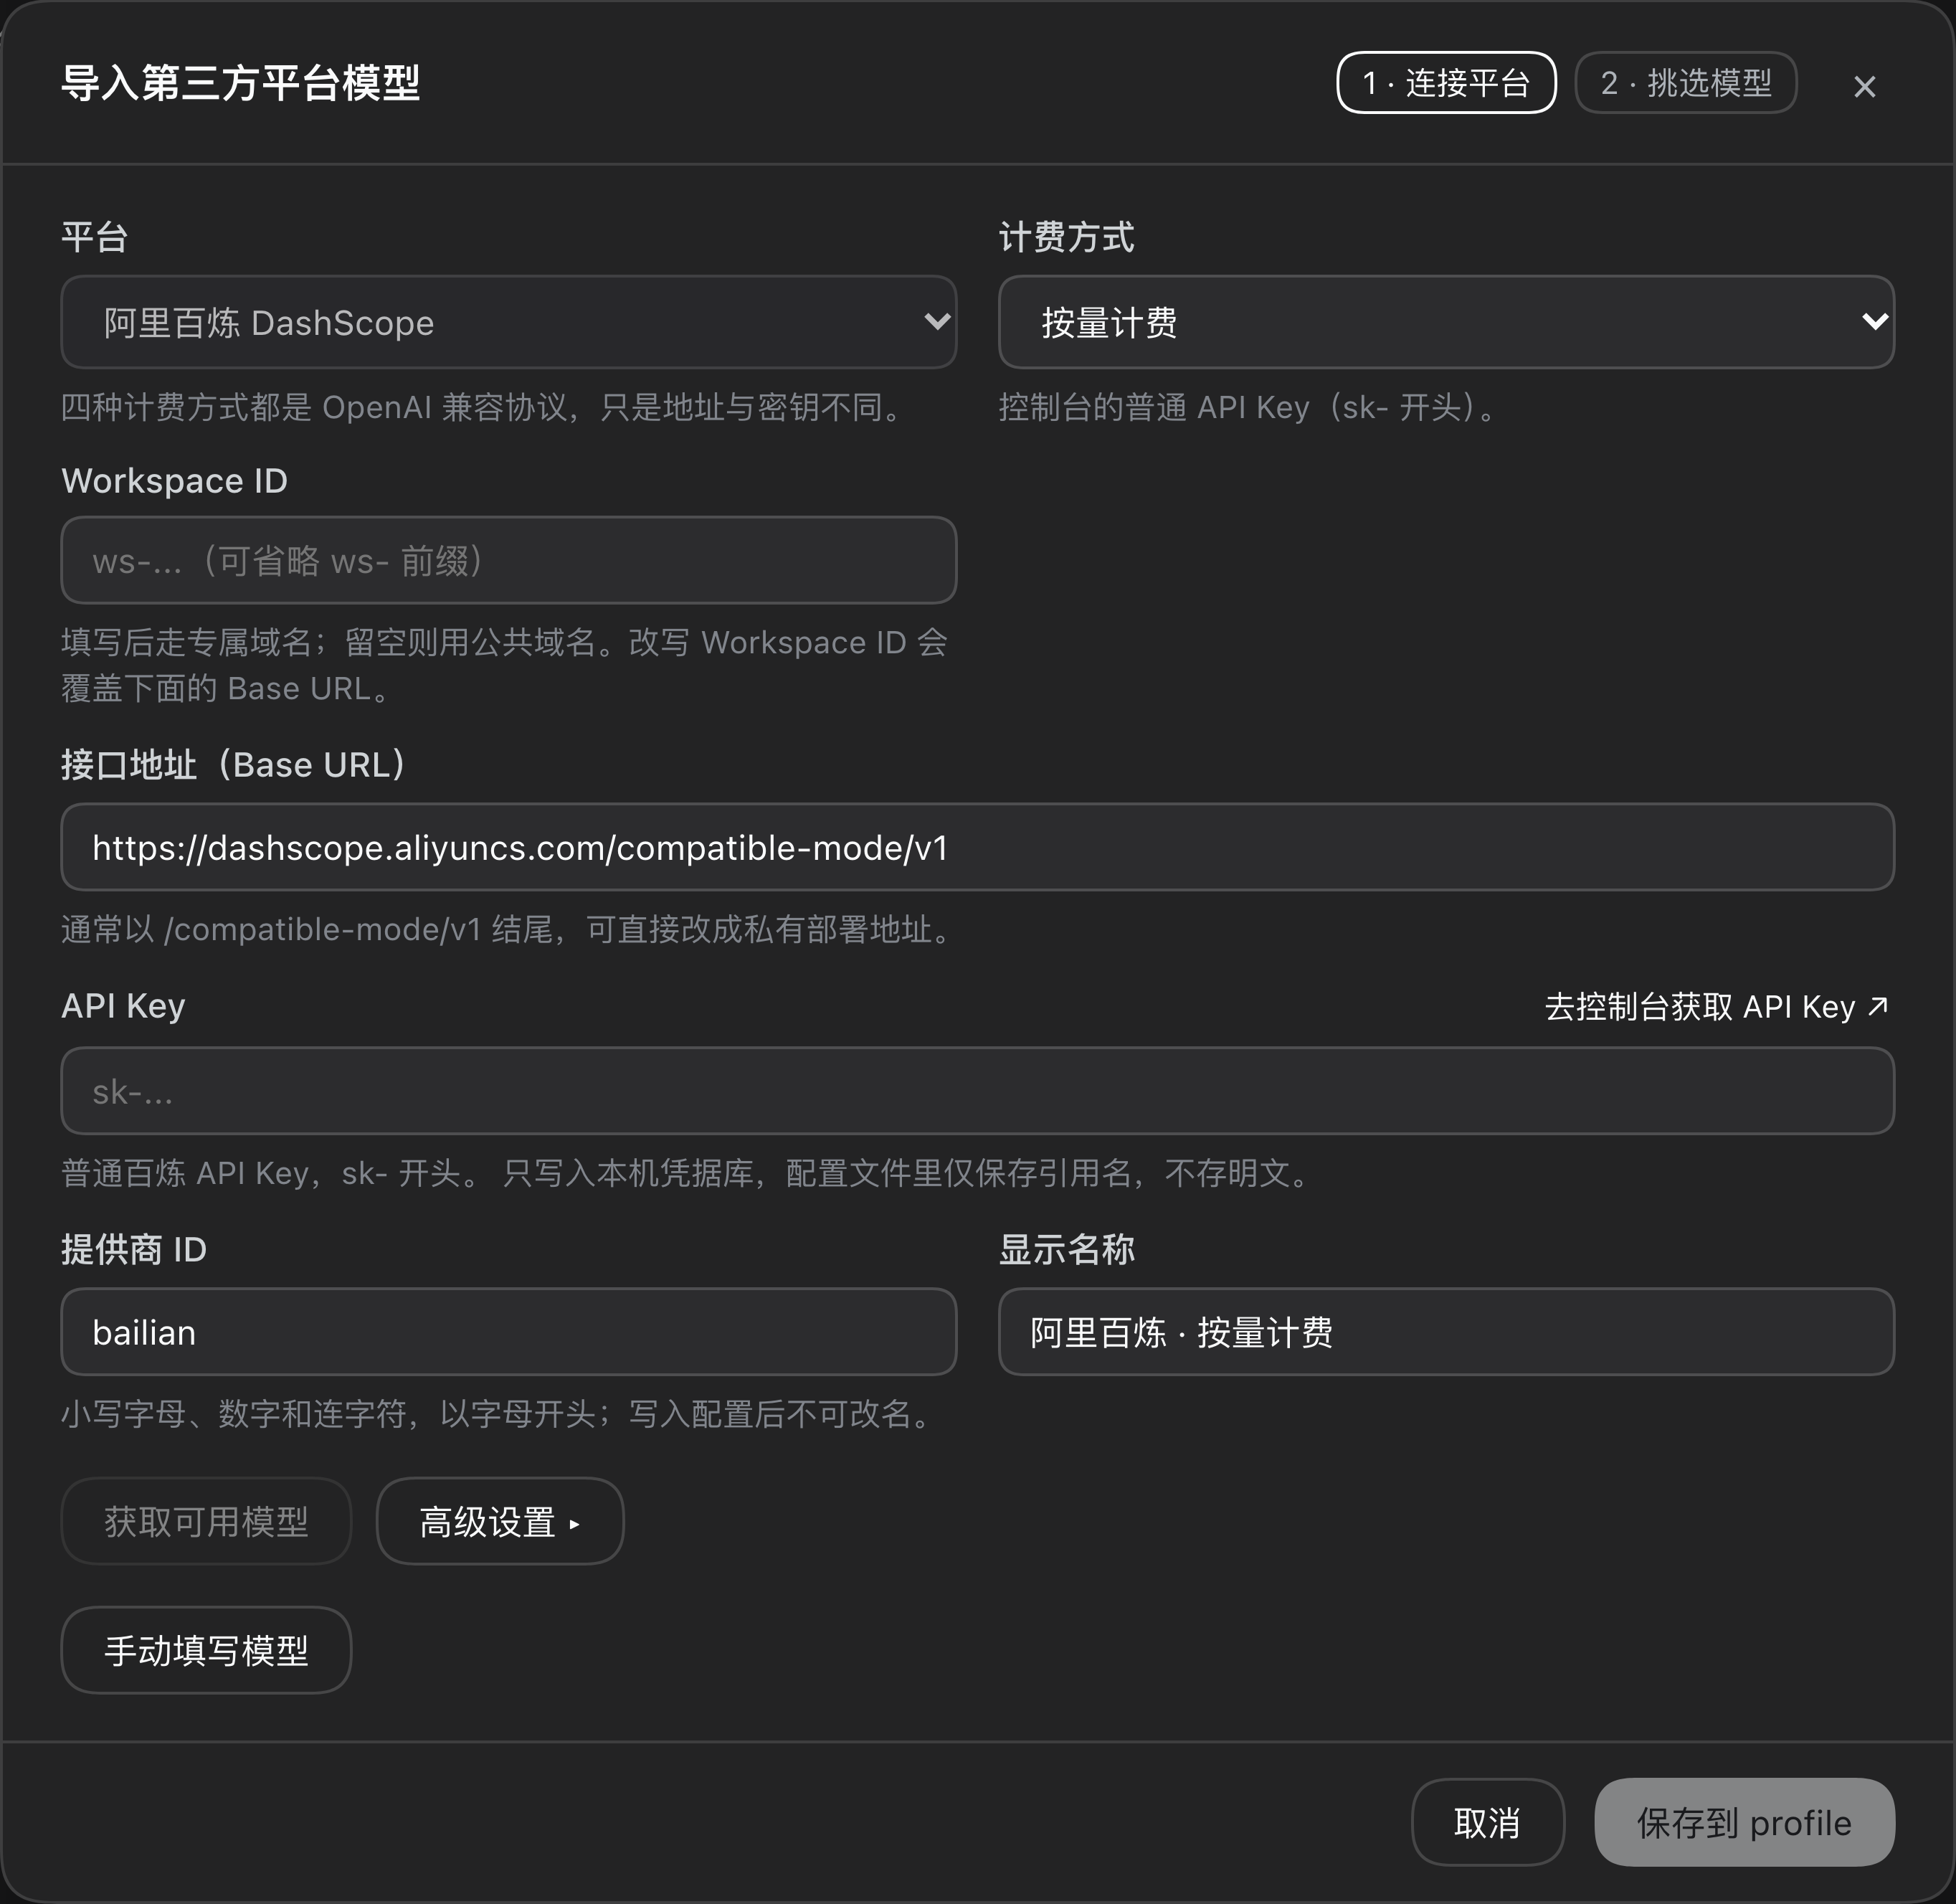 导入第三方平台模型
1 · 连接平台
2 · 挑选模型
×
平台
计费方式
阿里百炼 DashScope
按量计费
四种计费方式都是 OpenAI 兼容协议，只是地址与密钥不同。
控制台的普通 API Key（sk- 开头）。
Workspace ID
ws-...（可省略 ws- 前缀）
填写后走专属域名；留空则用公共域名。改写 Workspace ID 会
覆盖下面的 Base URL。
接口地址（Base URL）
https://dashscope.aliyuncs.com/compatible-mode/v1
通常以 /compatible-mode/v1 结尾，可直接改成私有部署地址。
API Key
去控制台获取 API Key ↗
sk-...
普通百炼 API Key，sk- 开头。 只写入本机凭据库，配置文件里仅保存引用名，不存明文。
提供商 ID
显示名称
bailian
阿里百炼 · 按量计费
小写字母、数字和连字符，以字母开头；写入配置后不可改名。
获取可用模型
高级设置 ▸
手动填写模型
取消
保存到 profile